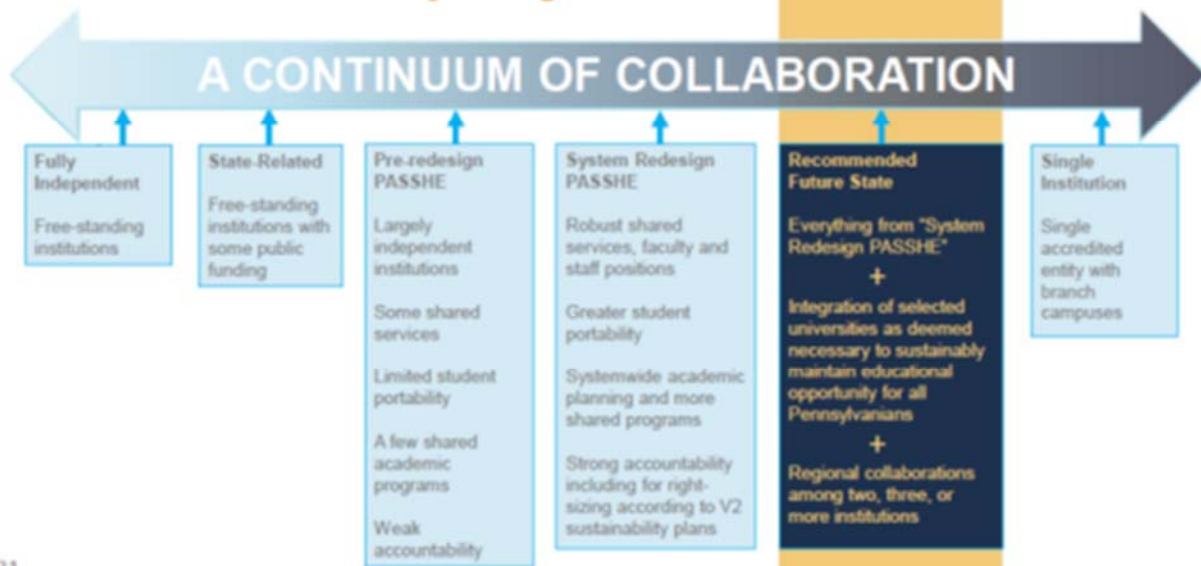 A CONTINUUM OF COLLABORATION
Fully
Independent
Free-standing
institutions
State-Related
Free-standing
institutions with
some public
funding
Pre-redesign
PASSHE
Largely
independent
institutions
Some shared
services
Limited student
portability
A few shared
academic
programs
Weak
accountability
System Redesign
PASSHE
Robust shared
services, faculty and
staff positions
Greater student
portability
Systemwide academic
planning and more
shared programs
Strong accountability
including for right-
sizing according to V2
sustainability plans
Recommended
Future State
Everything from "System
Redesign PASSHE"
+
Integration of selected
universities as deemed
necessary to sustainably
maintain educational
opportunity for all
Pennsylvanians
+
Regional collaborations
among two, three, or
more institutions
Single
Institution
Single
accredited
entity with
branch
campuses